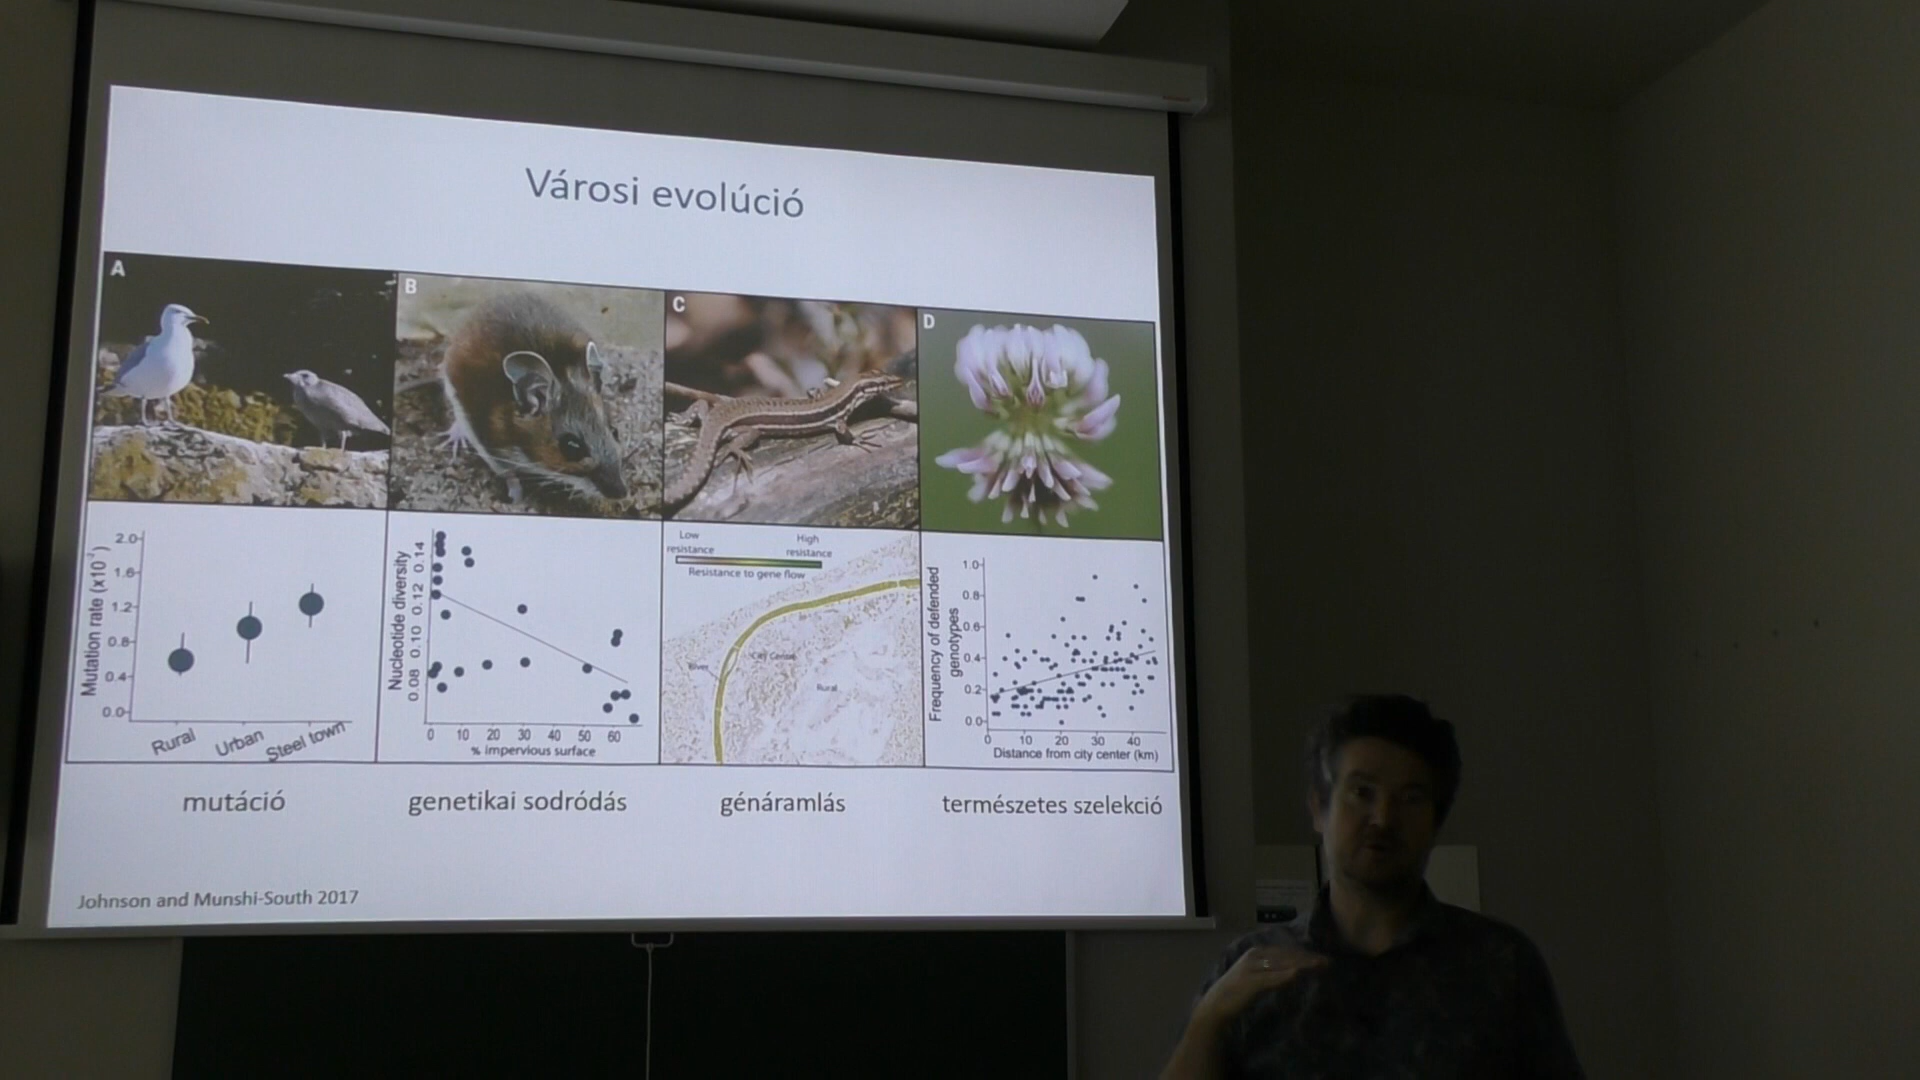 Városi evolúció
A
B
C
D
Mutation rate (x10⁻²)
2.0
1.6
1.2
0.8
0.4
0.0
Rural
Urban
Steel town
Nucleotide diversity
0.14
0.12
0.10
0.08
0 10 20 30 40 50 60
% Impervious surface
Low
resistance
High
resistance
Resistance to gene flow
River
City Center
Rural
Frequency of defended
genotypes
1.0
0.8
0.6
0.4
0.2
0.0
0 10 20 30 40
Distance from city center (km)
mutáció
genetikai sodródás
génáramlás
természetes szelekció
Johnson and Munshi-South 2017